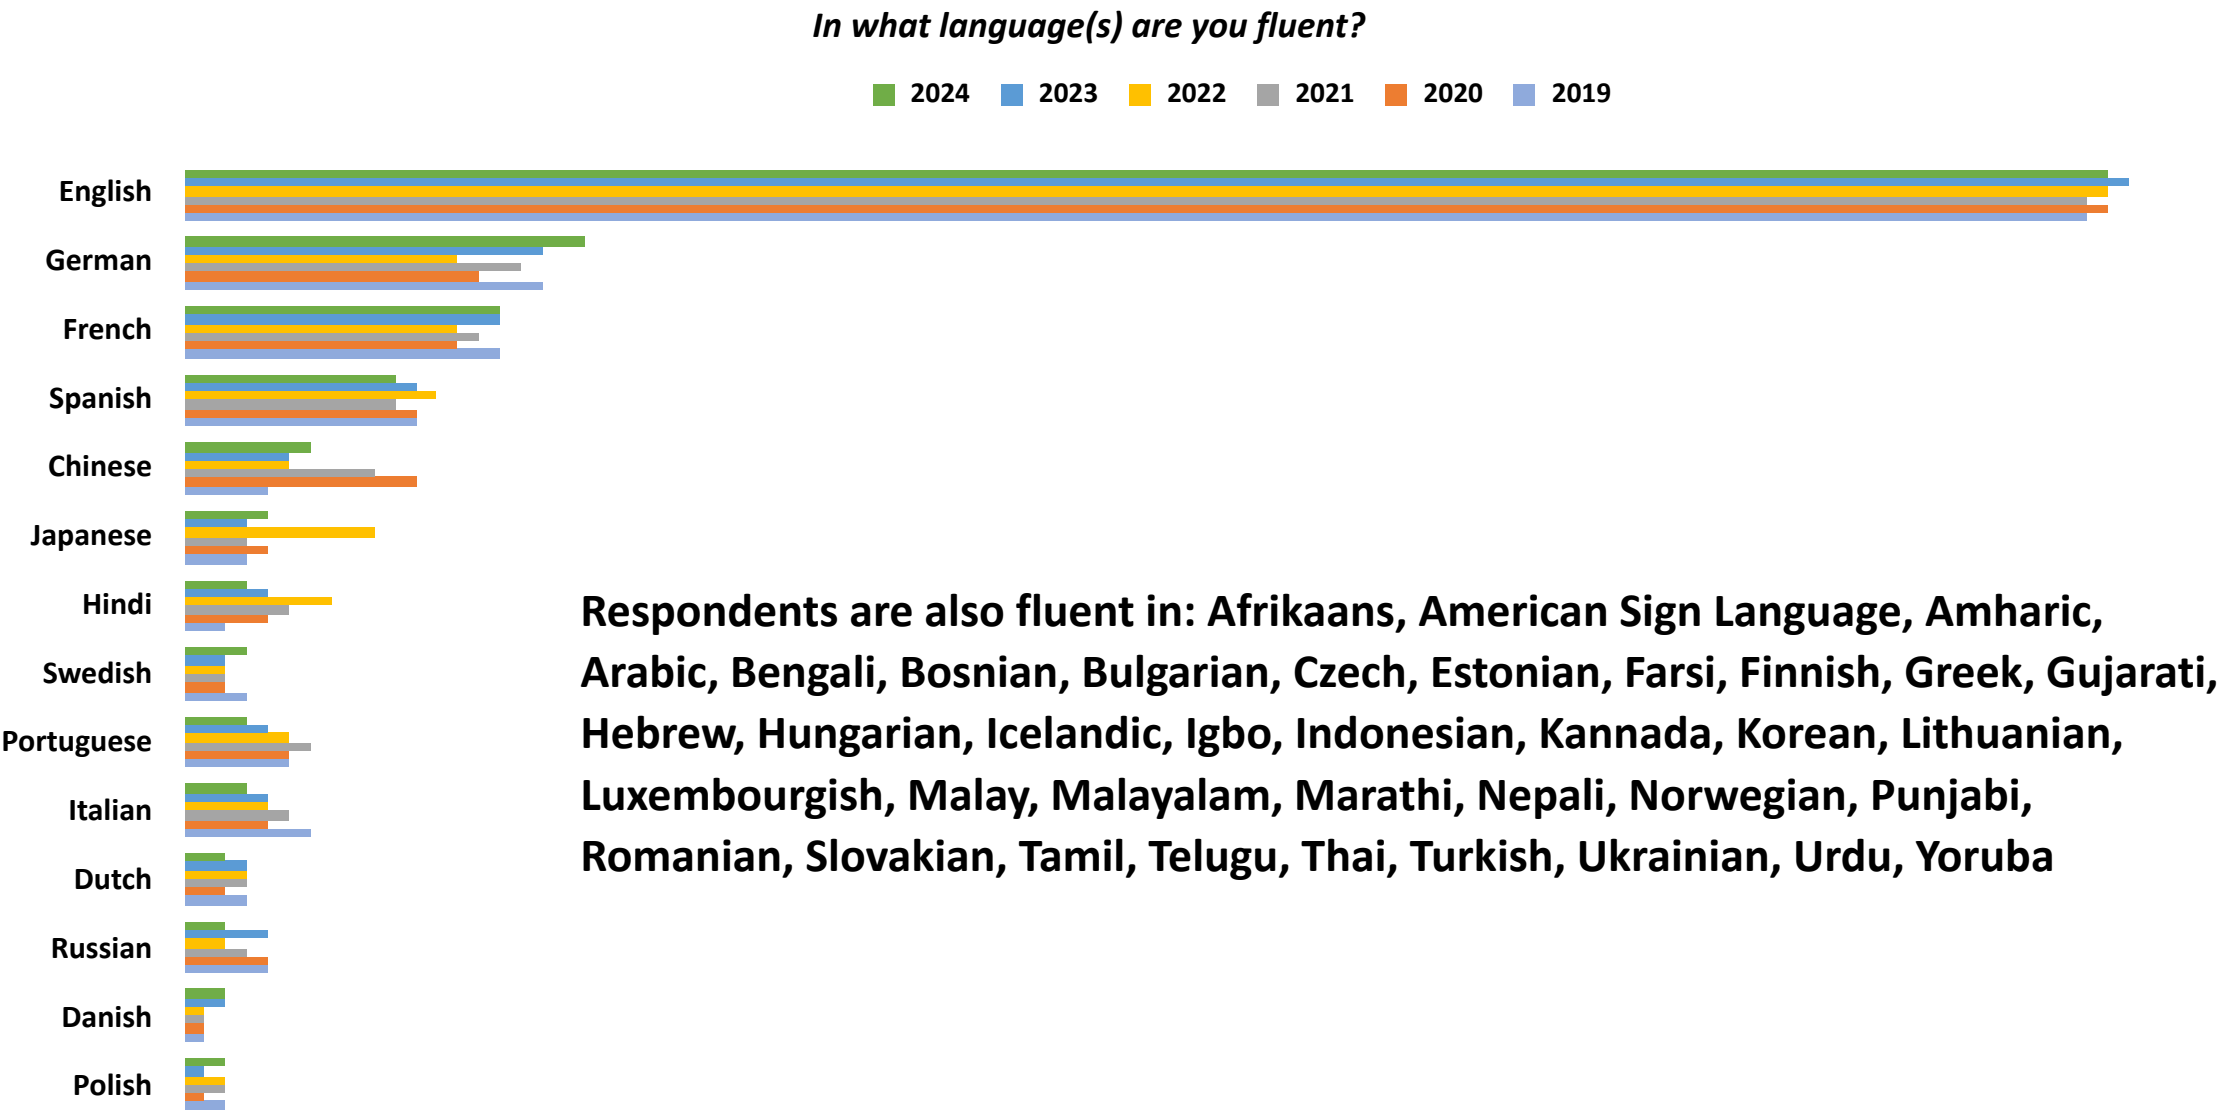 In what language(s) are you fluent?
2024 2023 2022 2021 2020 2019
English
German
French
Spanish
Chinese
Japanese
Hindi
Swedish
Portuguese
Italian
Dutch
Russian
Danish
Polish
Respondents are also fluent in: Afrikaans, American Sign Language, Amharic,
Arabic, Bengali, Bosnian, Bulgarian, Czech, Estonian, Farsi, Finnish, Greek, Gujarati,
Hebrew, Hungarian, Icelandic, Igbo, Indonesian, Kannada, Korean, Lithuanian,
Luxembourgish, Malay, Malayalam, Marathi, Nepali, Norwegian, Punjabi,
Romanian, Slovakian, Tamil, Telugu, Thai, Turkish, Ukrainian, Urdu, Yoruba